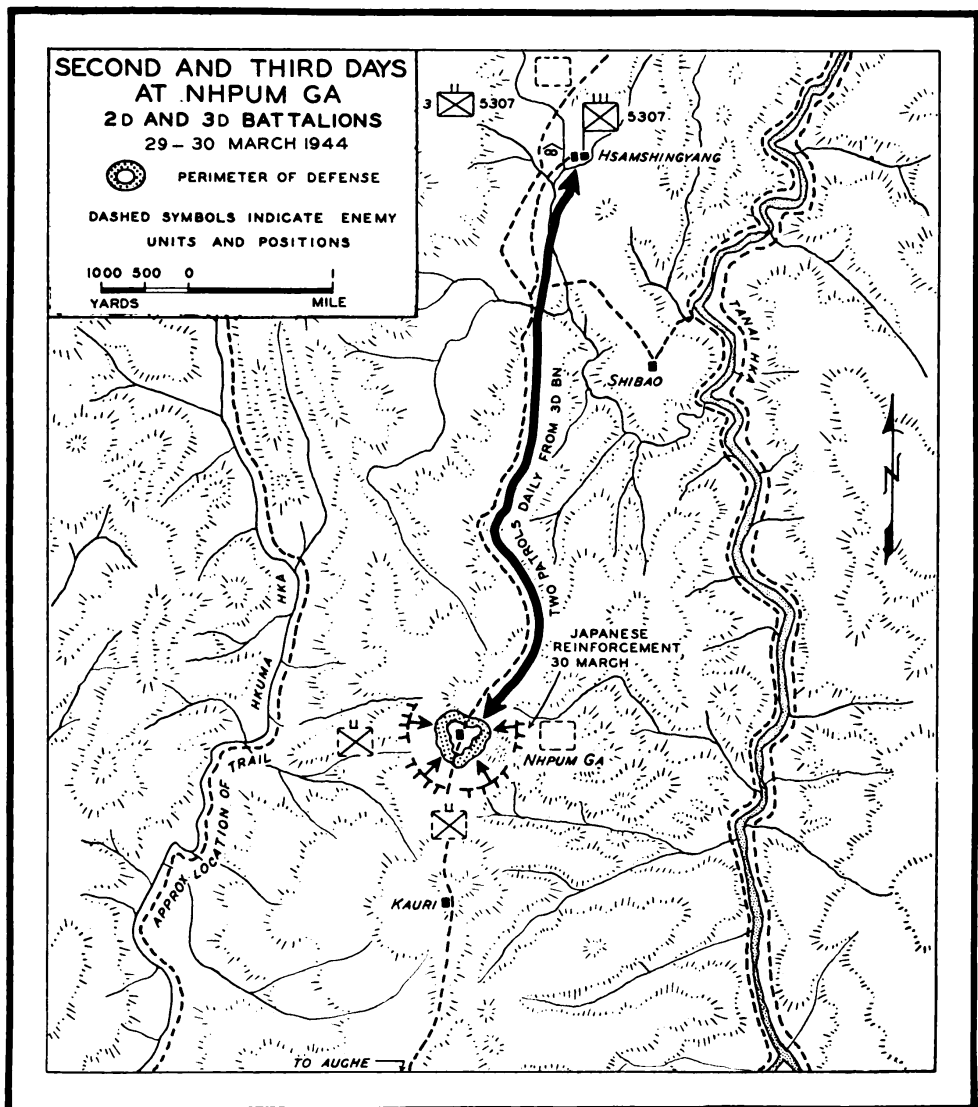 SECOND AND THIRD DAYS
AT NHPUM GA
2D AND 3D BATTALIONS
29–30 MARCH 1944
PERIMETER OF DEFENSE
DASHED SYMBOLS INDICATE ENEMY
UNITS AND POSITIONS
1000 500 0 1
YARDS MILE
3 5307
5307
8
HSAMSHINGYANG
TANAI HKA
SHIBAO
TWO PATROLS DAILY FROM 3D BN
N
HKUMA HKA
JAPANESE
REINFORCEMENT
30 MARCH
NHPUM GA
APPROX LOCATION OF TRAIL
KAURI
TO AUGHE